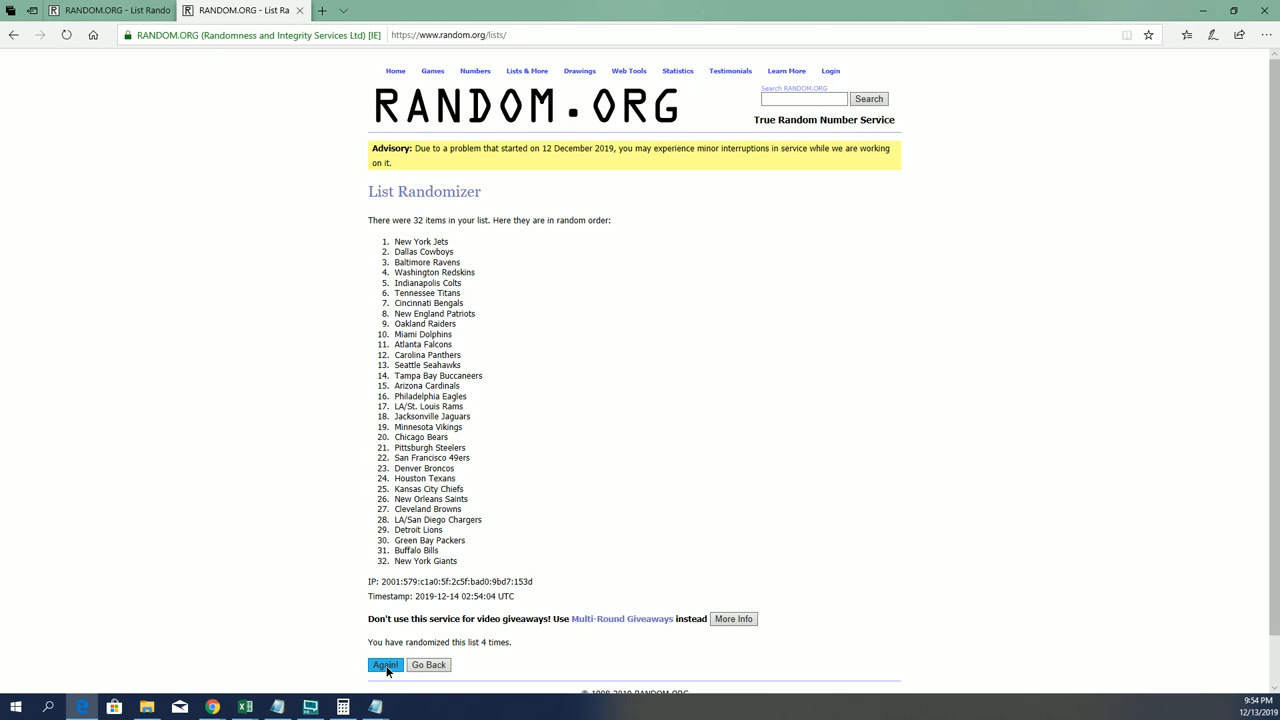 RANDOM.ORG - List Rando
RANDOM.ORG - List Ra
RANDOM.ORG (Randomness and Integrity Services Ltd) [IE]
https://www.random.org/lists/
Home Games Numbers Lists & More Drawings Web Tools Statistics Testimonials Learn More Login
RANDOM.ORG
Search RANDOM.ORG
Search
True Random Number Service
Advisory: Due to a problem that started on 12 December 2019, you may experience minor interruptions in service while we are working
on it.
List Randomizer
There were 32 items in your list. Here they are in random order:
1. New York Jets
2. Dallas Cowboys
3. Baltimore Ravens
4. Washington Redskins
5. Indianapolis Colts
6. Tennessee Titans
7. Cincinnati Bengals
8. New England Patriots
9. Oakland Raiders
10. Miami Dolphins
11. Atlanta Falcons
12. Carolina Panthers
13. Seattle Seahawks
14. Tampa Bay Buccaneers
15. Arizona Cardinals
16. Philadelphia Eagles
17. LA/St. Louis Rams
18. Jacksonville Jaguars
19. Minnesota Vikings
20. Chicago Bears
21. Pittsburgh Steelers
22. San Francisco 49ers
23. Denver Broncos
24. Houston Texans
25. Kansas City Chiefs
26. New Orleans Saints
27. Cleveland Browns
28. LA/San Diego Chargers
29. Detroit Lions
30. Green Bay Packers
31. Buffalo Bills
32. New York Giants
IP: 2001:579:c1a0:5f:2c5f:bad0:9bd7:153d
Timestamp: 2019-12-14 02:54:04 UTC
Don't use this service for video giveaways! Use Multi-Round Giveaways instead More Info
You have randomized this list 4 times.
Again! Go Back
© 1998-2019 RANDOM.ORG
9:54 PM
12/13/2019